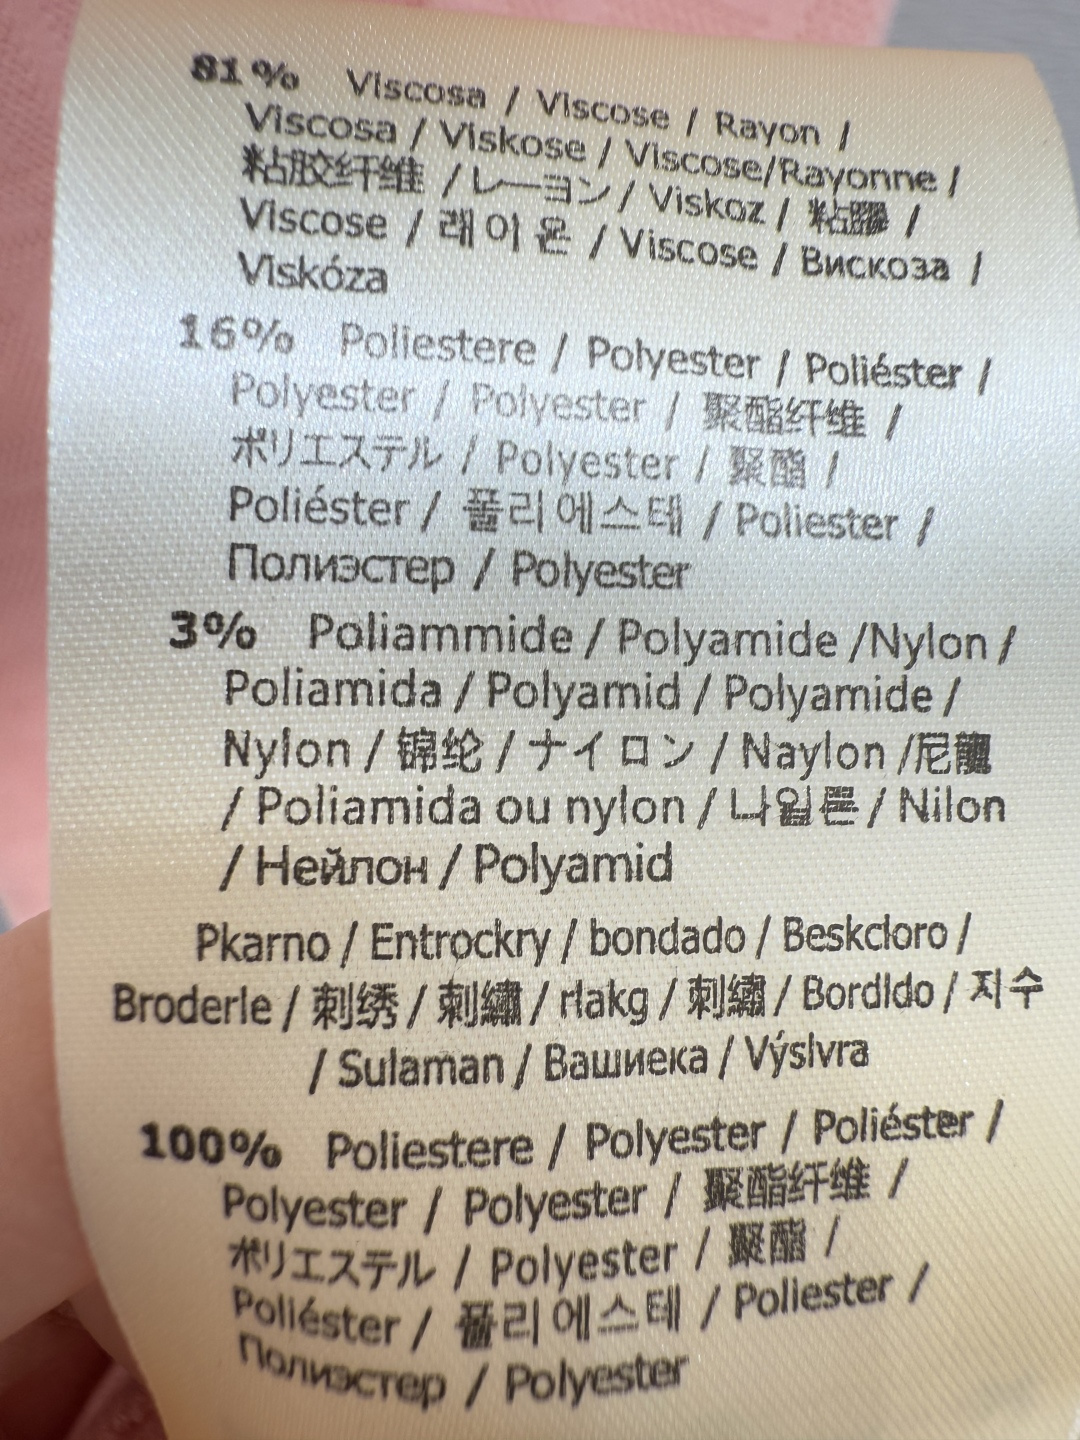 81% Viscosa / Viscose / Rayon /
Viscosa / Viskose / Viscose/Rayonne /
粘胶纤维 / レーヨン / Viskoz / 粘膠 /
Viscose / 레이온 / Viscose / Вискоза /
Viskóza
16% Poliestere / Polyester / Poliéster /
Polyester / Polyester / 聚酯纤维 /
ポリエステル / Polyester / 聚酯 /
Poliéster / 폴리에스테 / Poliester /
Полиэстер / Polyester
3% Poliammide / Polyamide /Nylon /
Poliamida / Polyamid / Polyamide /
Nylon / 锦纶 / ナイロン / Naylon /尼龍
/ Poliamida ou nylon / 나일론 / Nilon
/ Нейлон / Polyamid
Pkarno / Entrockry / bondado / Beskcloro /
Broderle / 刺绣 / 刺繡 / rlakg / 刺繡 / Bordldo / 지수
/ Sulaman / Вашиека / Výslvra
100% Poliestere / Polyester / Poliéster /
Polyester / Polyester / 聚酯纤维 /
ポリエステル / Polyester / 聚酯 /
Poliéster / 폴리에스테 / Poliester /
Полиэстер / Polyester